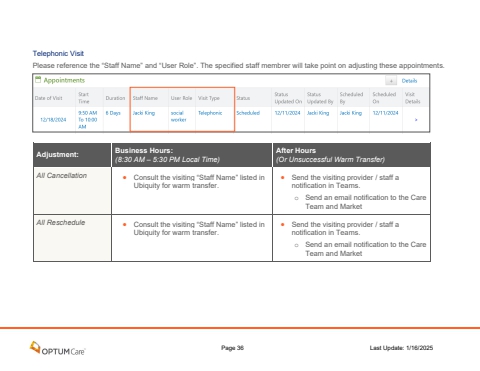 Telephonic Visit
Please reference the "Staff Name" and "User Role". The specified staff membrer will take point on adjusting these appointments.
Appointments
Details
Date of Visit Start Time Duration Staff Name User Role Visit Type Status Status Updated On Status Updated By Scheduled By Scheduled On Visit Details
12/18/2024 9:50 AM To 10:00 AM 6 Days Jacki King social worker Telephonic Scheduled 12/11/2024 Jacki King Jacki King 12/11/2024
Adjustment: Business Hours: After Hours
(8:30 AM – 5:30 PM Local Time) (Or Unsuccessful Warm Transfer)
All Cancellation
Consult the visiting "Staff Name" listed in
Ubiquity for warm transfer.
Send the visiting provider / staff a
notification in Teams.
Send an email notification to the Care
Team and Market
All Reschedule
Consult the visiting "Staff Name" listed in
Ubiquity for warm transfer.
Send the visiting provider / staff a
notification in Teams.
Send an email notification to the Care
Team and Market
OPTUMCare
Page 36
Last Update: 1/16/2025